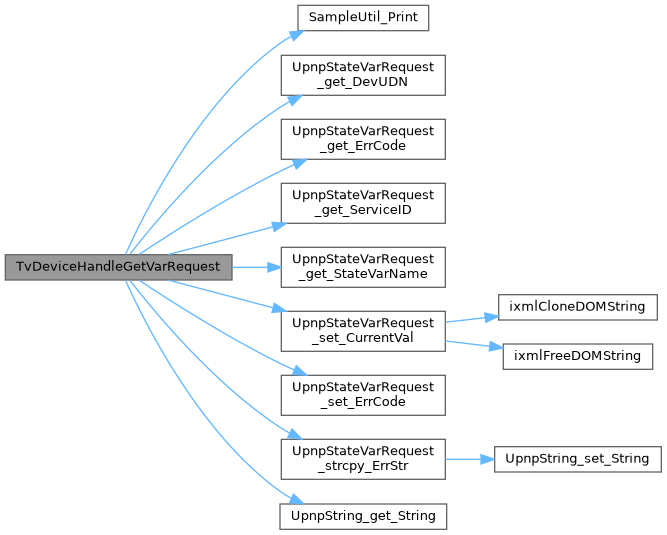 SampleUtil_Print
UpnpStateVarRequest
_get_DevUDN
UpnpStateVarRequest
_get_ErrCode
UpnpStateVarRequest
_get_ServiceID
TvDeviceHandleGetVarRequest
UpnpStateVarRequest
_get_StateVarName
UpnpStateVarRequest
_set_CurrentVal
ixmlCloneDOMString
ixmlFreeDOMString
UpnpStateVarRequest
_set_ErrCode
UpnpStateVarRequest
_strcpy_ErrStr
UpnpString_set_String
UpnpString_get_String